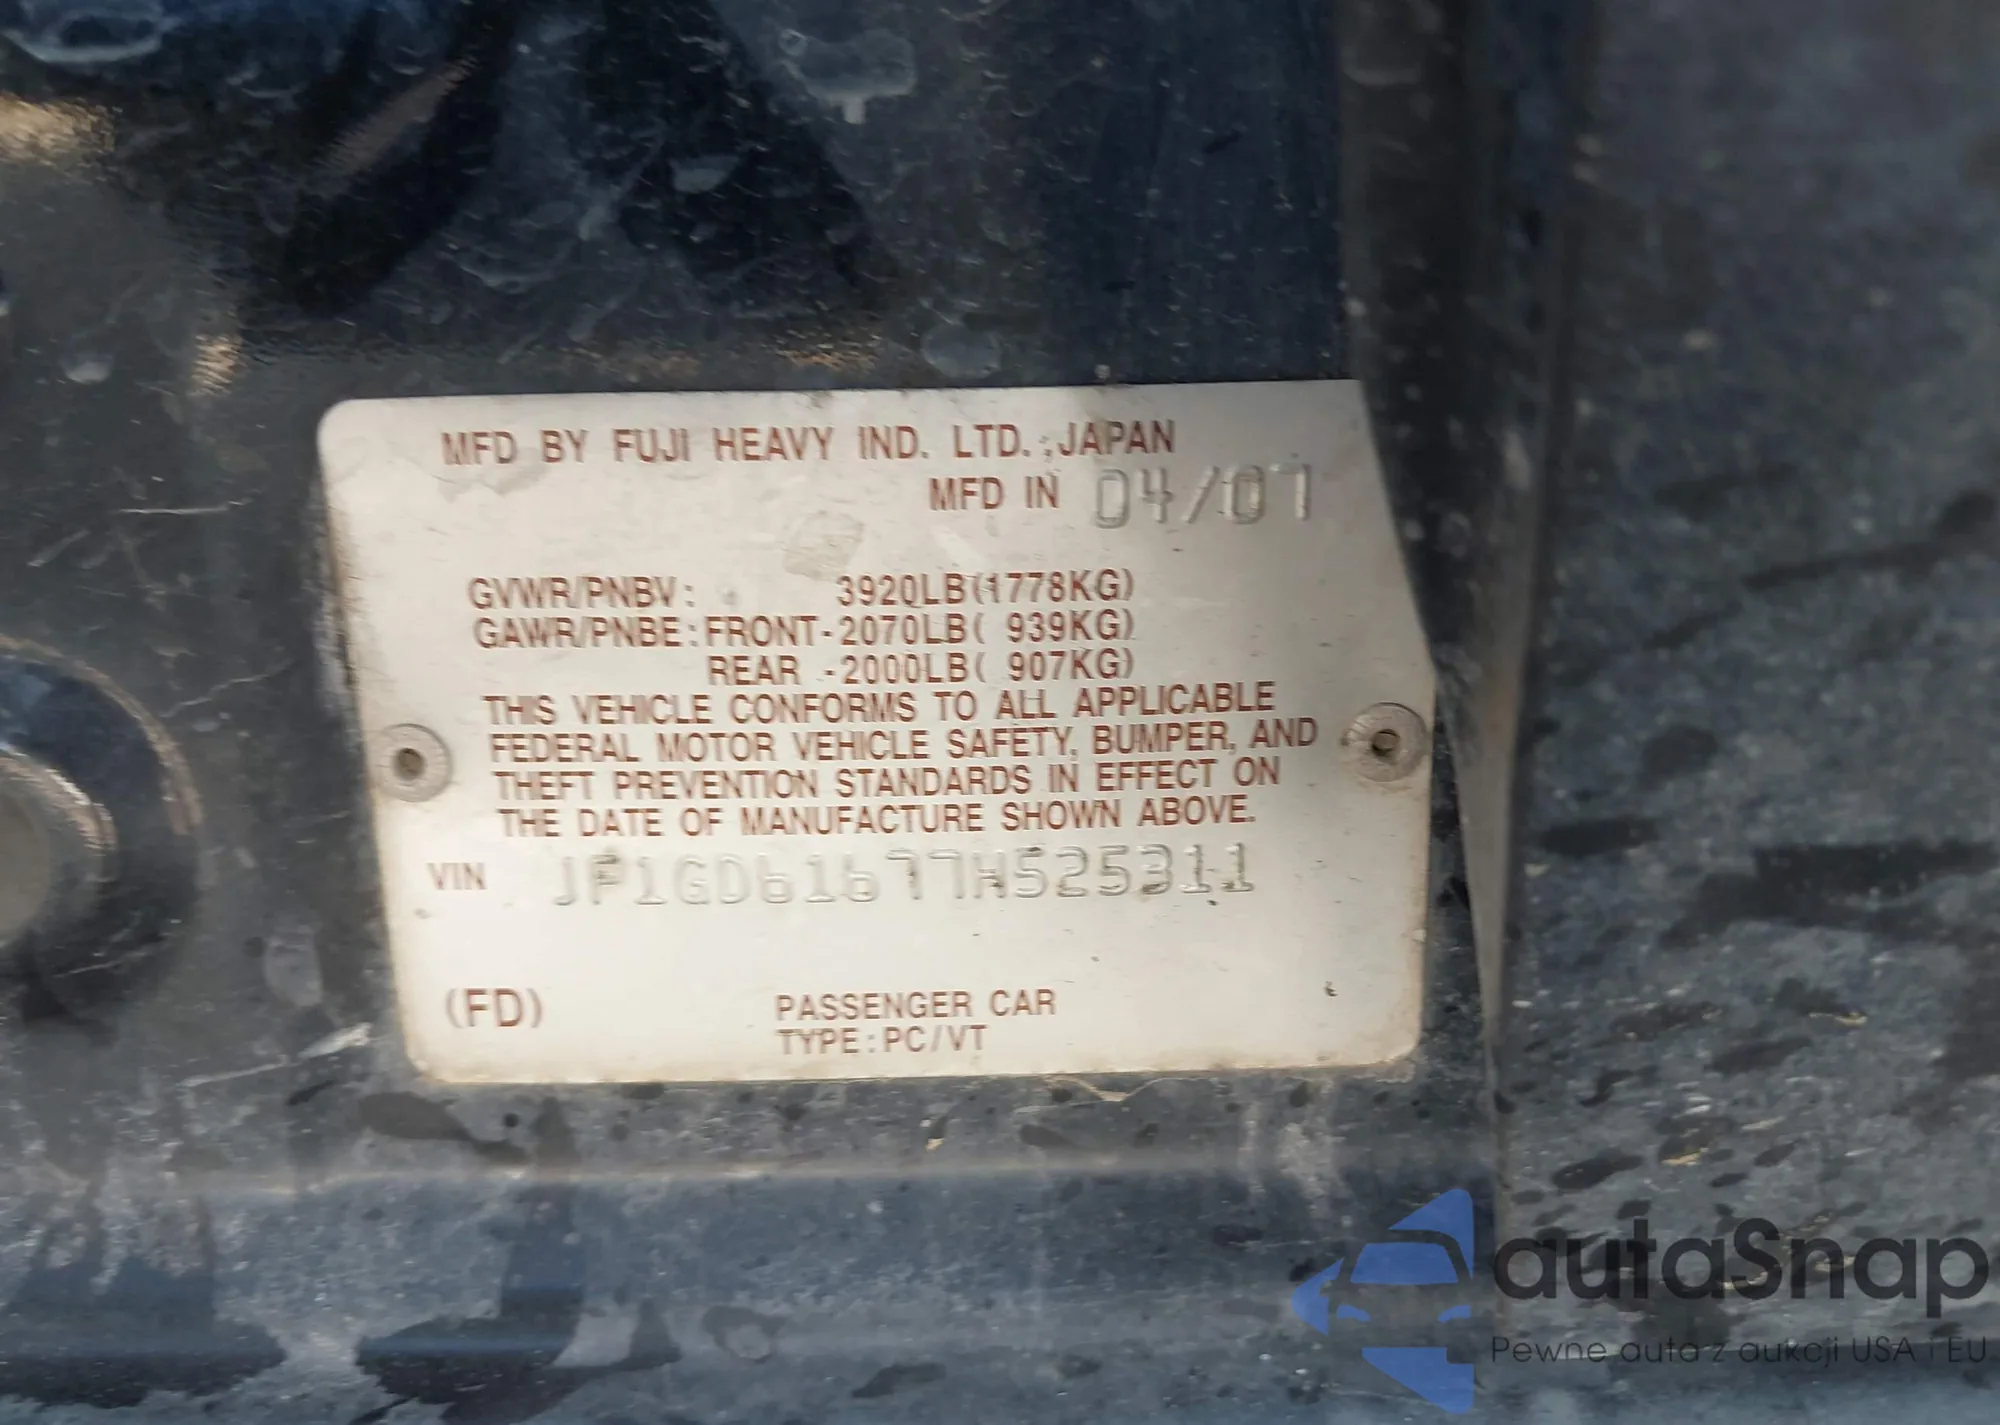 MFD BY FUJI HEAVY IND. LTD.;JAPAN
MFD IN 04/07
GVWR/PNBV: 3920LB(1778KG)
GAWR/PNBE:FRONT-2070LB( 939KG)
REAR -2000LB( 907KG)
THIS VEHICLE CONFORMS TO ALL APPLICABLE
FEDERAL MOTOR VEHICLE SAFETY, BUMPER, AND
THEFT PREVENTION STANDARDS IN EFFECT ON
THE DATE OF MANUFACTURE SHOWN ABOVE.
VIN JF1GD61677H525311
(FD) PASSENGER CAR
TYPE:PC/VT
autaSnap
Pewne auta z aukcji USA i EU